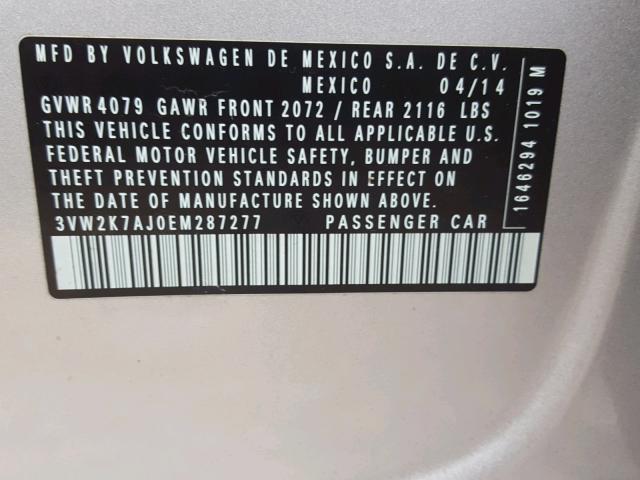 MFD BY VOLKSWAGEN DE MEXICO S.A. DE C.V.
MEXICO 04/14
GVWR 4079 GAWR FRONT 2072 / REAR 2116 LBS
THIS VEHICLE CONFORMS TO ALL APPLICABLE U.S.
FEDERAL MOTOR VEHICLE SAFETY, BUMPER AND
THEFT PREVENTION STANDARDS IN EFFECT ON
THE DATE OF MANUFACTURE SHOWN ABOVE.
3VW2K7AJ0EM287277 PASSENGER CAR
1646294 1019 M